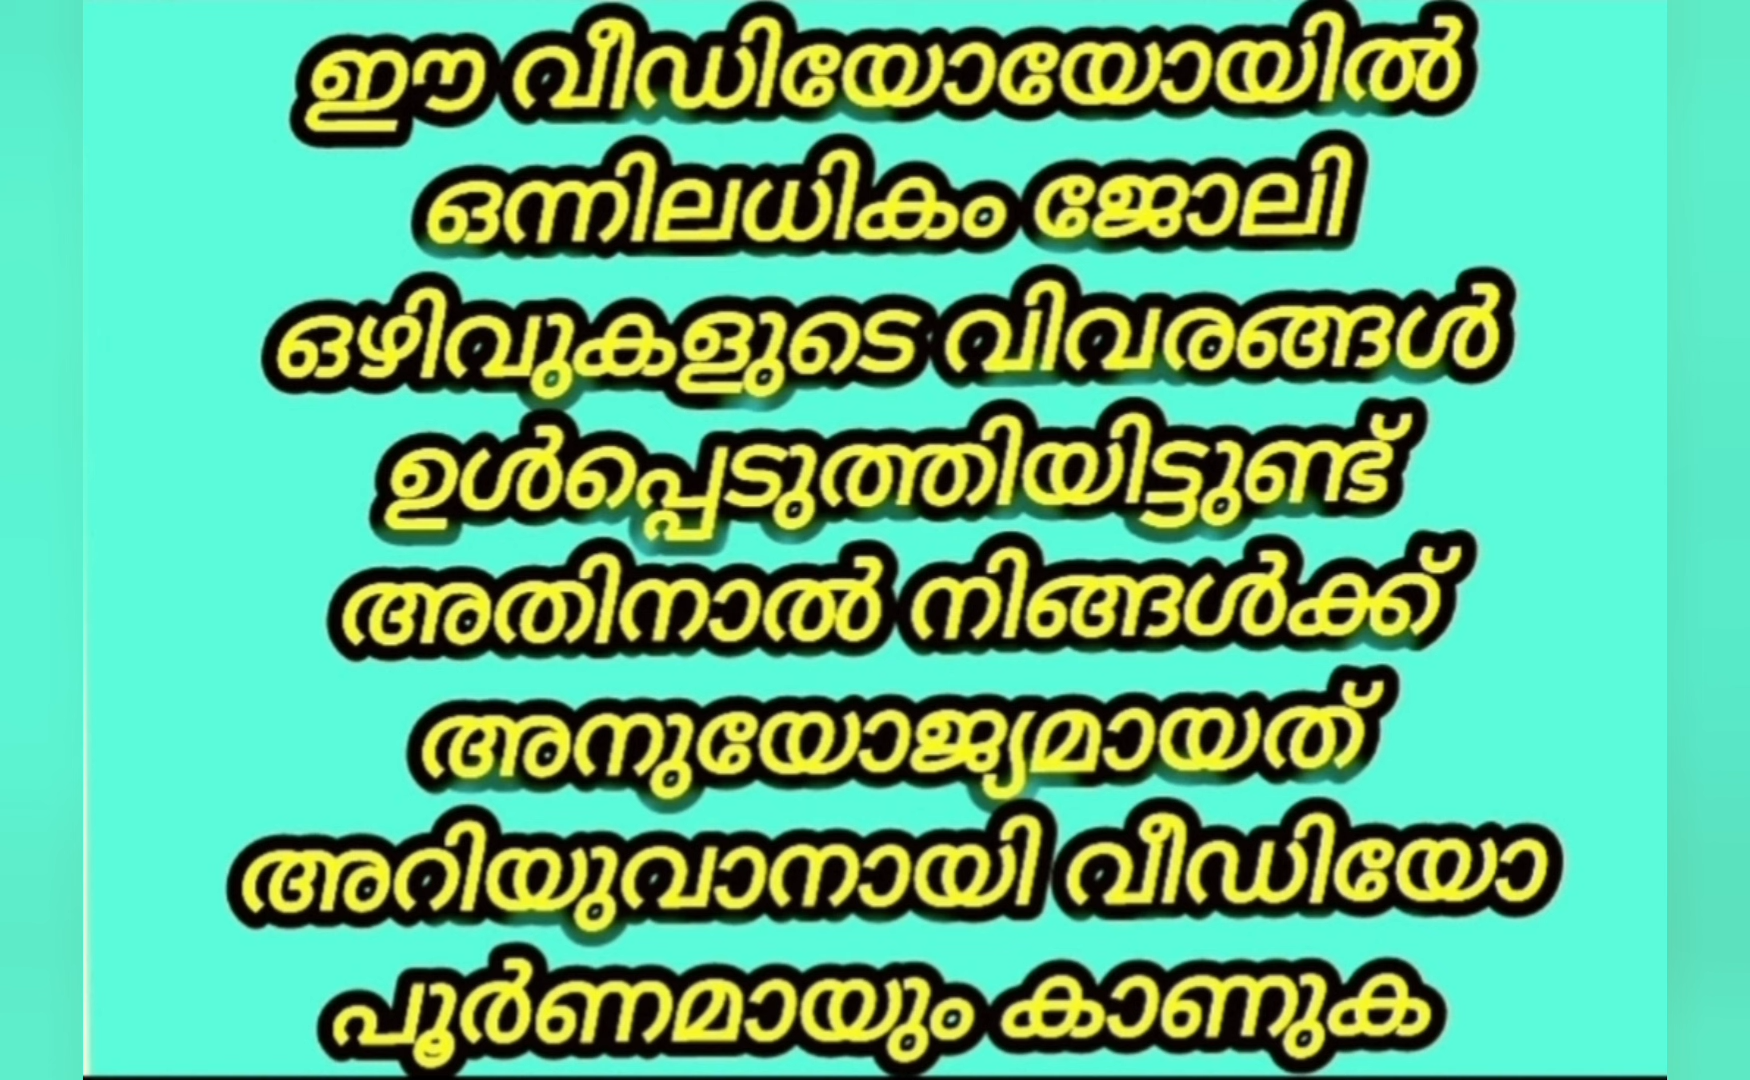 ഈ വീഡിയോയോയിൽ
ഒന്നിലധികം ജോലി
ഒഴിവുകളുടെ വിവരങ്ങൾ
ഉൾപ്പെടുത്തിയിട്ടുണ്ട്
അതിനാൽ നിങ്ങൾക്ക്
അനുയോജ്യമായത്
അറിയുവാനായി വീഡിയോ
പൂർണമായും കാണുക